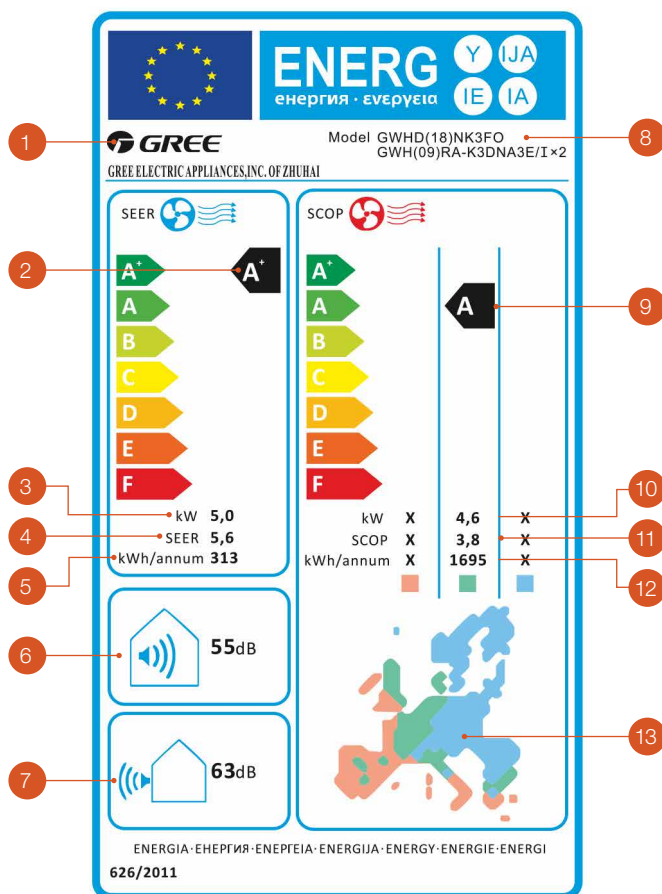 ENERG
енергия · ενεργεια
Y IJA
IE IA
1
GREE
Model GWHD(18)NK3FO
GWH(09)RA-K3DNA3E/I×2
8
GREE ELECTRIC APPLIANCES,INC. OF ZHUHAI
SEER
SCOP
2
A+
A+
A
B
C
D
E
F
A+
A
B
C
D
E
F
A
9
3
kW 5,0
4
SEER 5,6
5
kWh/annum 313
kW X 4,6 X
10
SCOP X 3,8 X
11
kWh/annum X 1695 X
12
6
55dB
7
63dB
13
ENERGIA·ЕНЕРГИЯ·ΕΝΕΡΓΕΙΑ·ENERGIJA·ENERGY·ENERGIE·ENERGI
626/2011